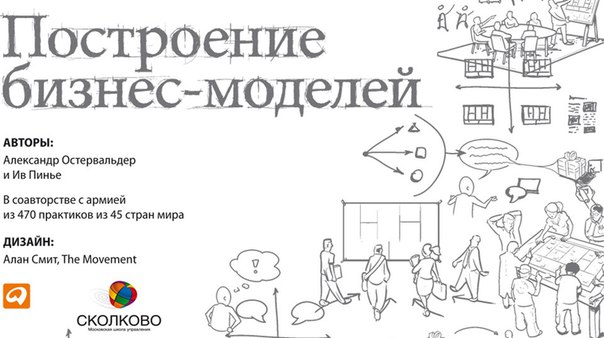 Построение
бизнес-моделей
АВТОРЫ:
Александр Остервальдер
и Ив Пинье
В соавторстве с армией
из 470 практиков из 45 стран мира
ДИЗАЙН:
Алан Смит, The Movement
СКОЛКОВО
Московская школа управления